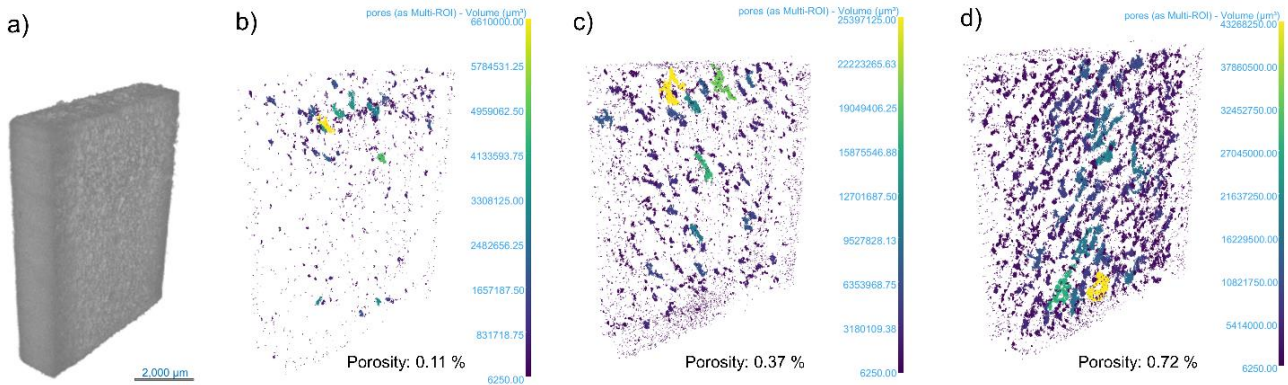 a)
2,000 µm
b)
pores (as Multi-ROI) - Volume (µm³)
6610000.00
5784531.25
4959062.50
4133593.75
3308125.00
2482656.25
1657187.50
831718.75
6250.00
Porosity: 0.11 %
c)
pores (as Multi-ROI) - Volume (µm³)
25397125.00
22223265.63
19049406.25
15875546.88
12701687.50
9527828.13
6353968.75
3180109.38
6250.00
Porosity: 0.37 %
d)
pores (as Multi-ROI) - Volume (µm³)
43268250.00
37860500.00
32452750.00
27045000.00
21637250.00
16229500.00
10821750.00
5414000.00
6250.00
Porosity: 0.72 %